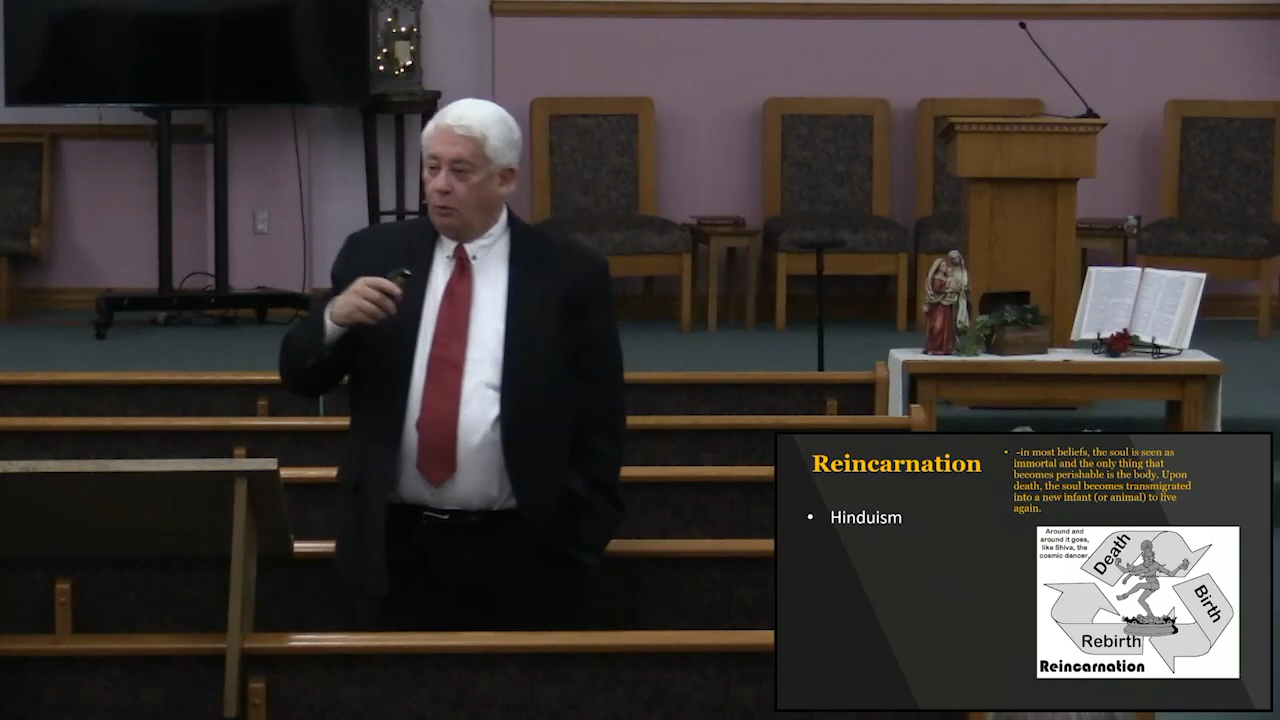 Reincarnation
• Hinduism
• -in most beliefs, the soul is seen as
immortal and the only thing that
becomes perishable is the body. Upon
death, the soul becomes transmigrated
into a new infant (or animal) to live
again.
Around and
around it goes,
like Shiva, the
cosmic dancer.
Death
Birth
Rebirth
Reincarnation